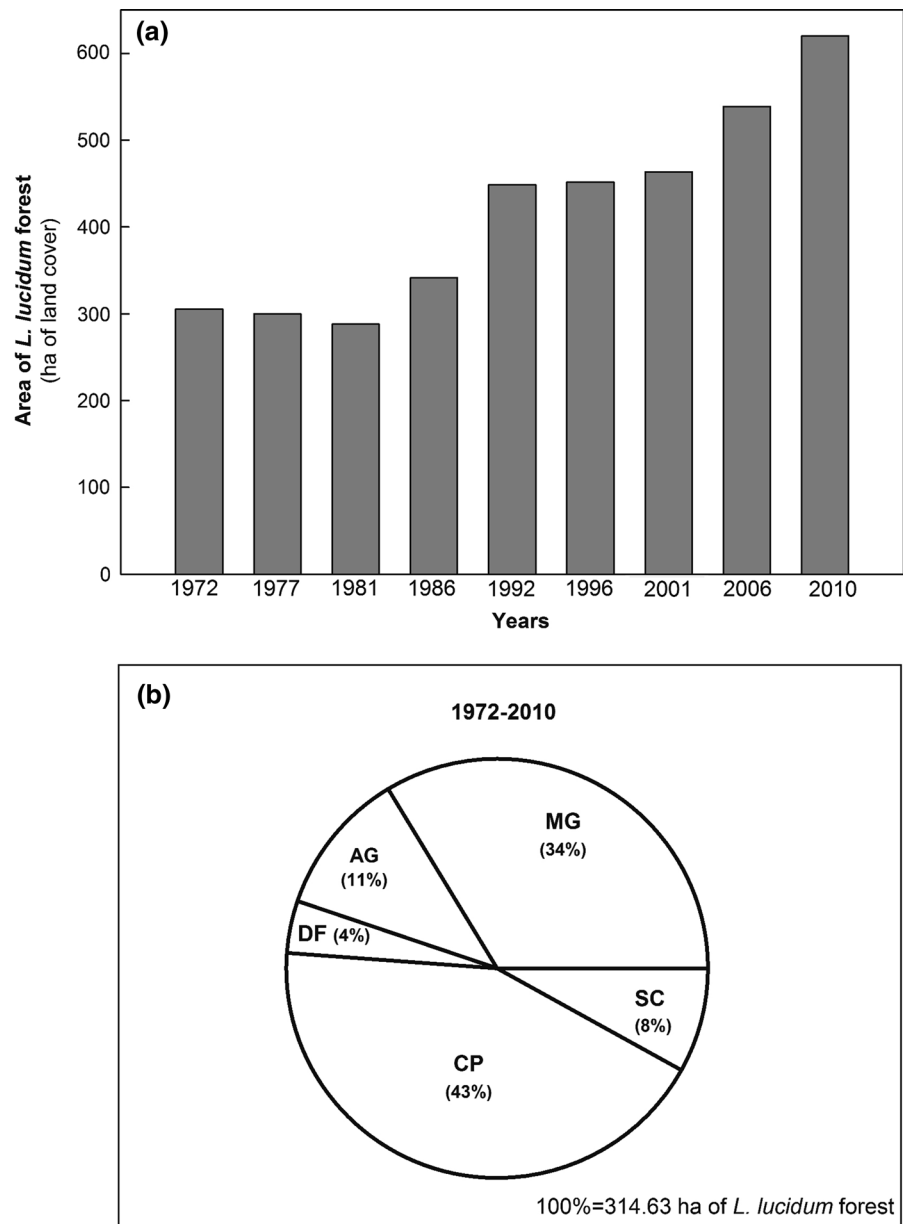 (a)
Area of L. lucidum forest
(ha of land cover)
600
500
400
300
200
100
0
1972 1977 1981 1986 1992 1996 2001 2006 2010
Years
(b)
1972-2010
MG
(34%)
AG
(11%)
DF (4%)
SC
(8%)
CP
(43%)
100%=314.63 ha of L. lucidum forest